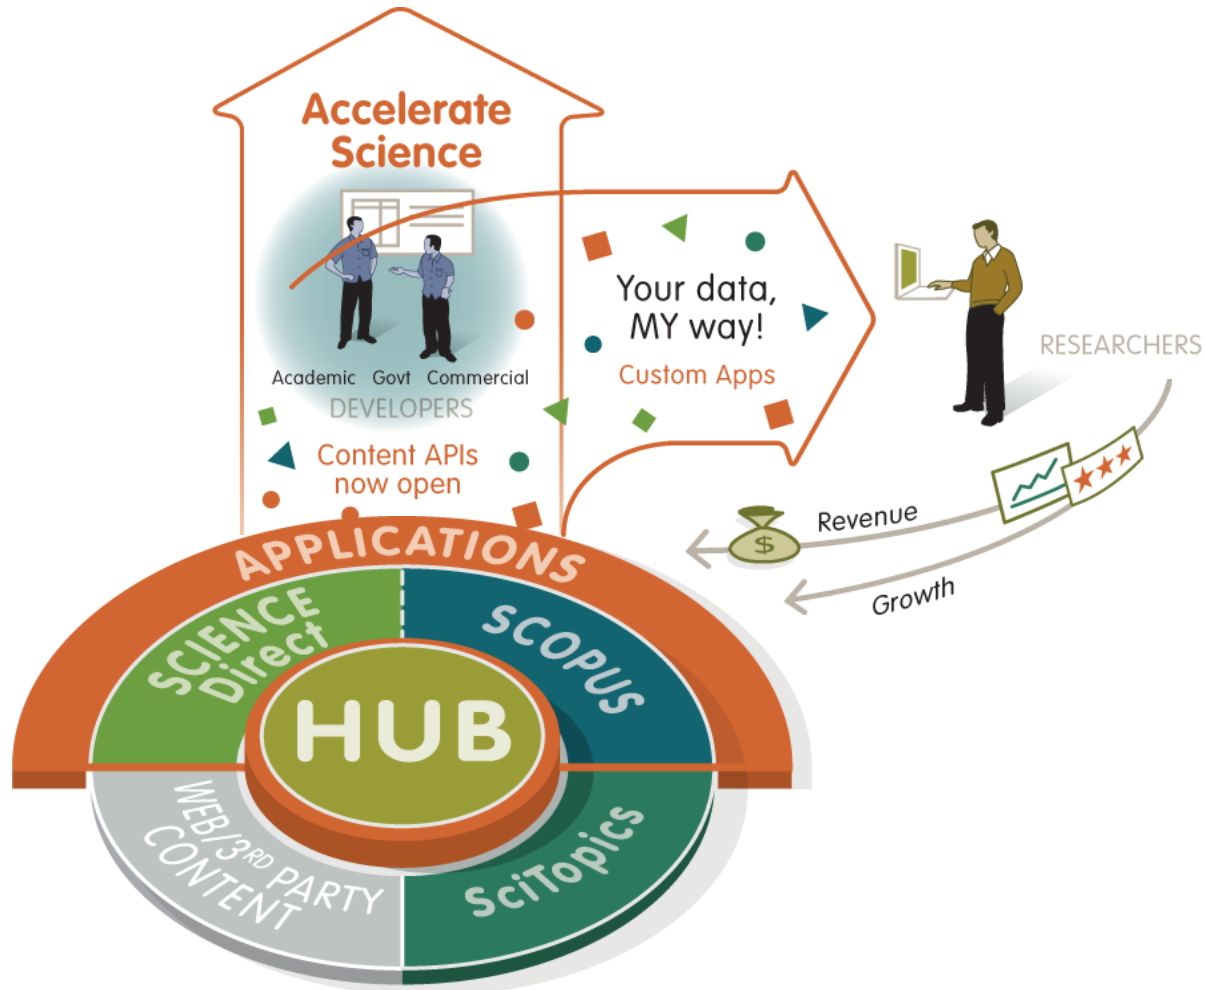 Accelerate
Science
Academic Govt Commercial
DEVELOPERS
Content APIs
now open
Your data,
MY way!
Custom Apps
RESEARCHERS
$
Revenue
Growth
APPLICATIONS
SCIENCE
Direct
SCOPUS
HUB
WEB/3RD PARTY
CONTENT
SciTopics